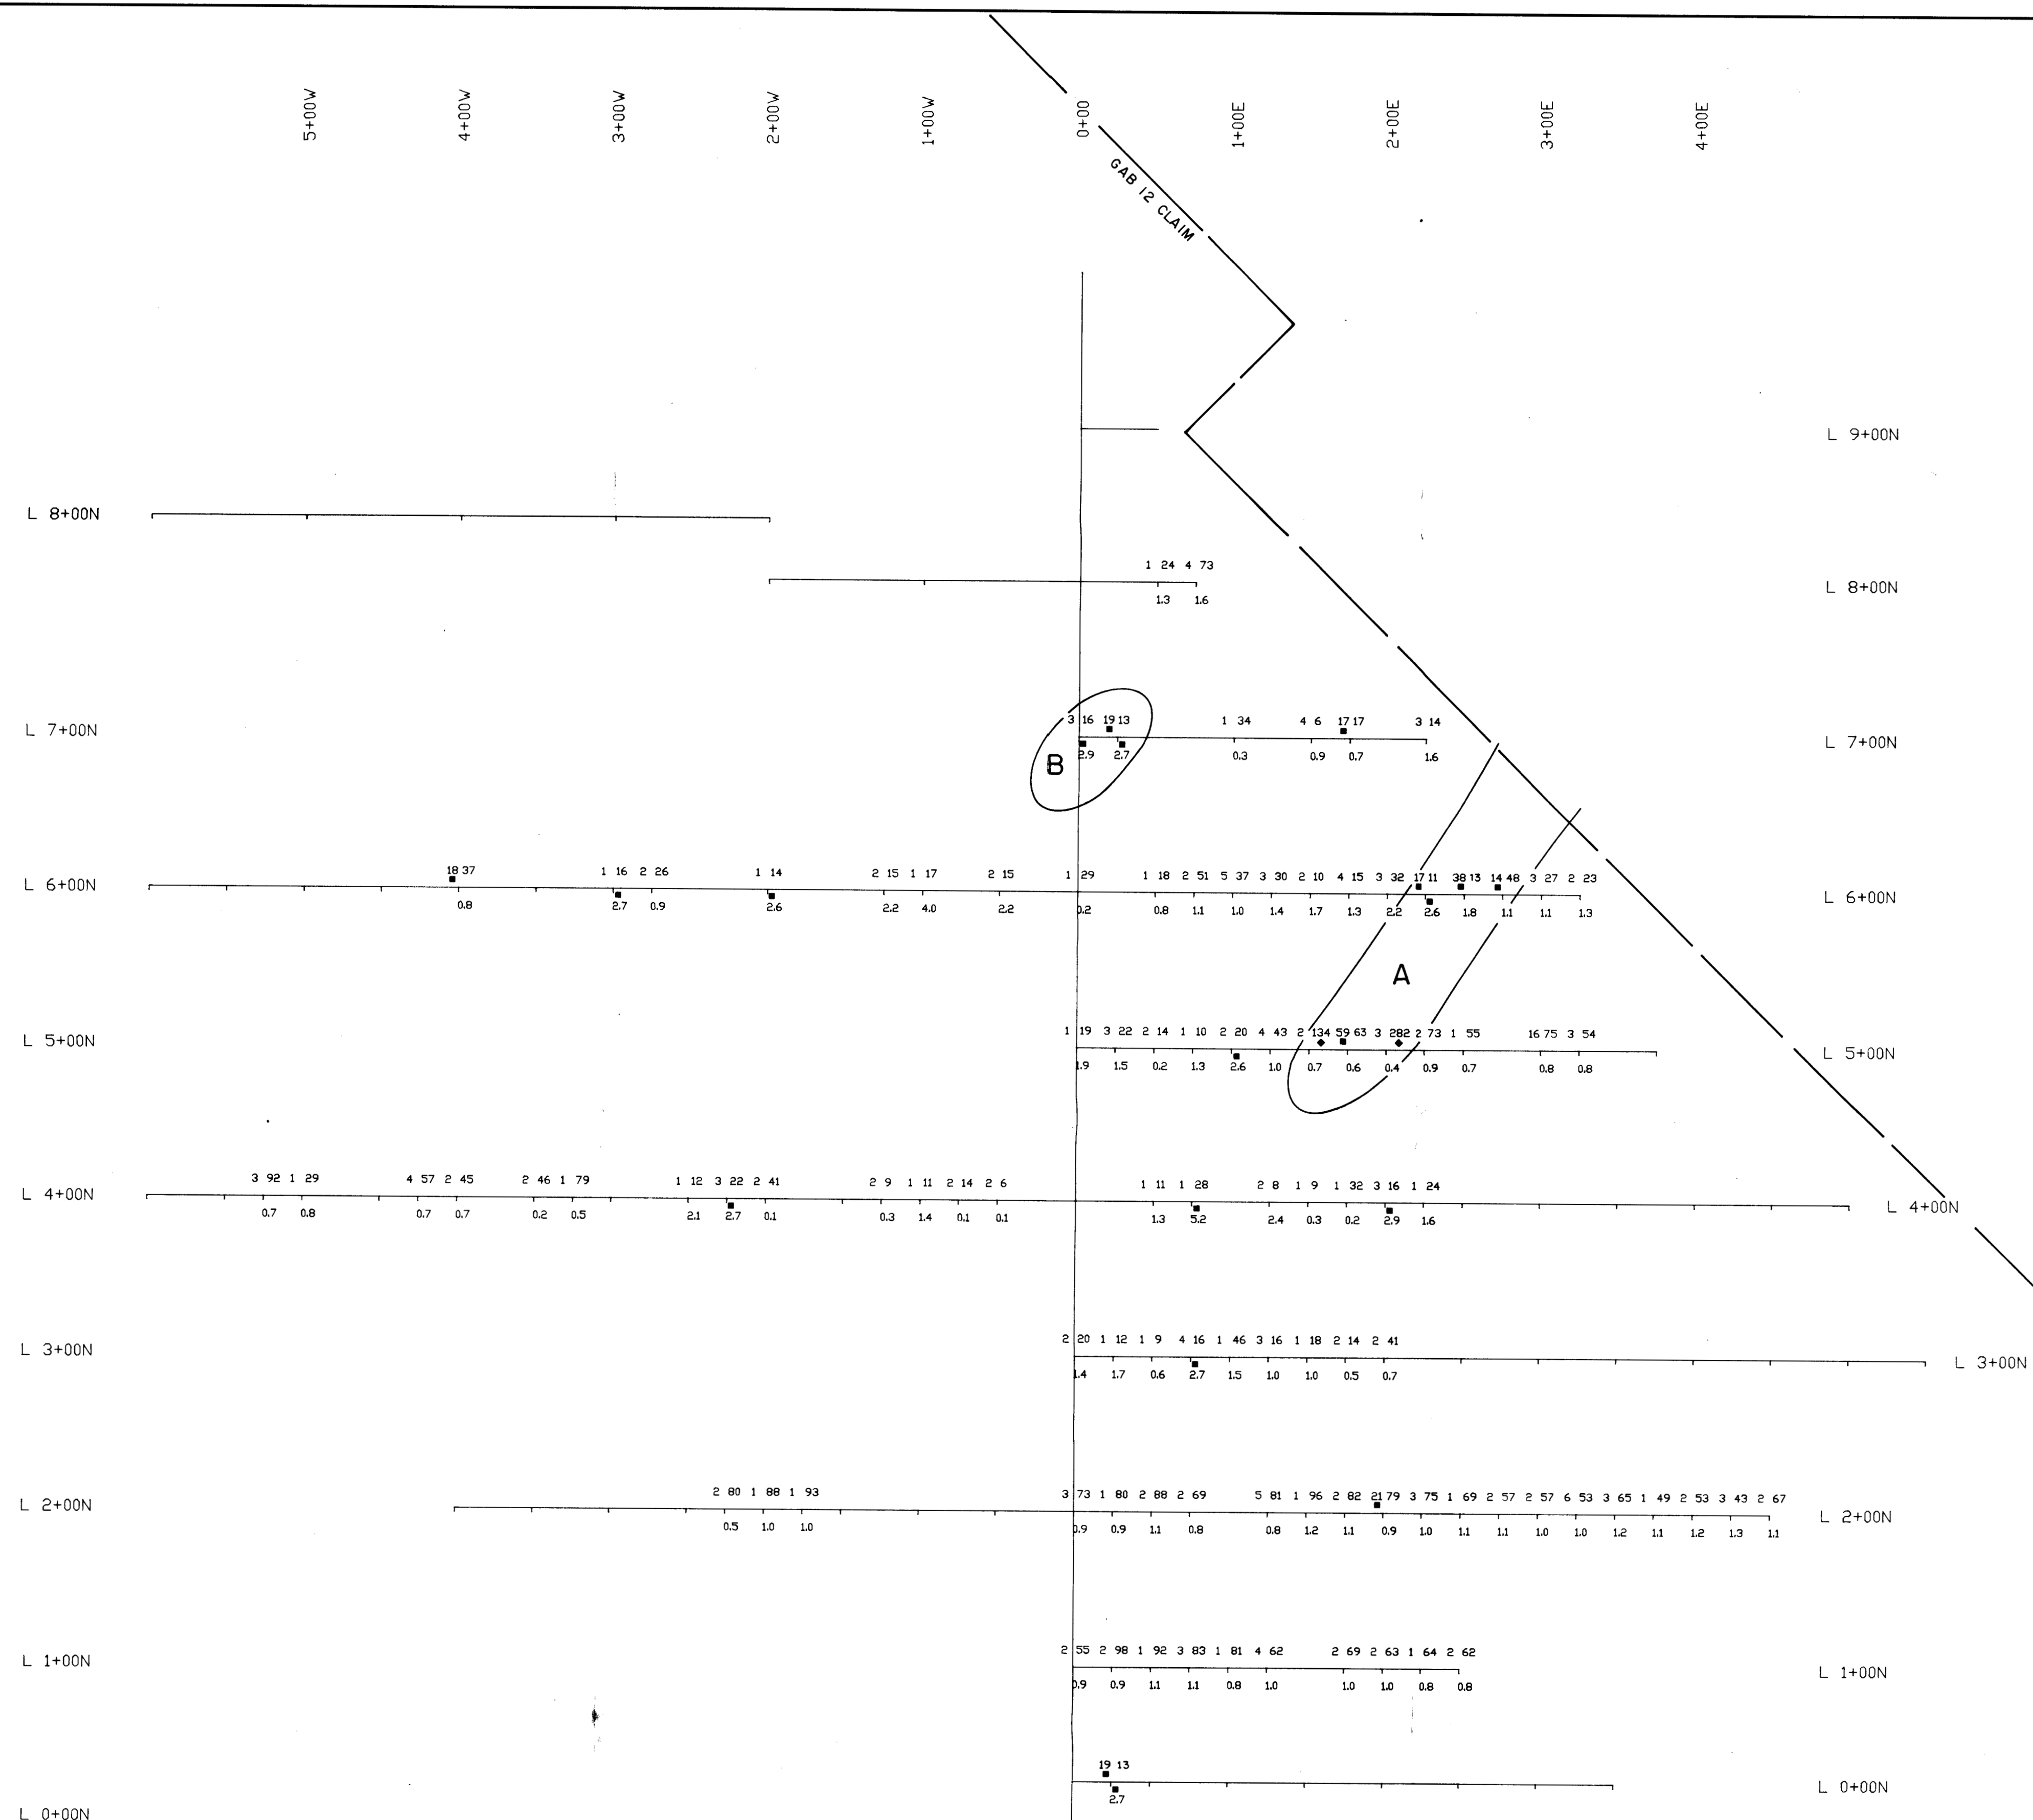 5+00W 4+00W 3+00W 2+00W 1+00W 0+00 1+00E 2+00E 3+00E 4+00E
GAB 12 CLAIM
L 9+00N
L 8+00N
1 24 4 73
L 8+00N
1.3 1.6
3 16 19 13 1 34 4 6 17 17 3 14
L 7+00N L 7+00N
2.9 2.7 0.3 0.9 0.7 1.6
B
18 37 1 16 2 26 1 14 2 15 1 17 2 15 1 29 1 18 2 51 5 37 3 30 2 10 4 15 3 32 17 11 38 13 14 48 3 27 2 23
L 6+00N L 6+00N
0.8 2.7 0.9 2.6 2.2 4.0 2.2 0.2 0.8 1.1 1.0 1.4 1.7 1.3 2.2 2.6 1.8 1.1 1.1 1.3
A
1 19 3 22 2 14 1 10 2 20 4 43 2 134 59 63 3 282 2 73 1 55 16 75 3 54
L 5+00N L 5+00N
1.9 1.5 0.2 1.3 2.6 1.0 0.7 0.6 0.4 0.9 0.7 0.8 0.8
3 92 1 29 4 57 2 45 2 46 1 79 1 12 3 22 2 41 2 9 1 11 2 14 2 6 1 11 1 28 2 8 1 9 1 32 3 16 1 24
L 4+00N L 4+00N
0.7 0.8 0.7 0.7 0.2 0.5 2.1 2.7 0.1 0.3 1.4 0.1 0.1 1.3 5.2 2.4 0.3 0.2 2.9 1.6
2 20 1 12 1 9 4 16 1 46 3 16 1 18 2 14 2 41
L 3+00N L 3+00N
1.4 1.7 0.6 2.7 1.5 1.0 1.0 0.5 0.7
2 80 1 88 1 93 3 73 1 80 2 88 2 69 5 81 1 96 2 82 21 79 3 75 1 69 2 57 2 57 6 53 3 65 1 49 2 53 3 43 2 67
L 2+00N L 2+00N
0.5 1.0 1.0 0.9 0.9 1.1 0.8 0.8 1.2 1.1 0.9 1.0 1.1 1.1 1.0 1.0 1.2 1.1 1.2 1.3 1.1
2 55 2 98 1 92 3 83 1 81 4 62 2 69 2 63 1 64 2 62
L 1+00N L 1+00N
0.9 0.9 1.1 1.1 0.8 1.0 1.0 1.0 0.8 0.8
19 13
L 0+00N
2.7
L 0+00N